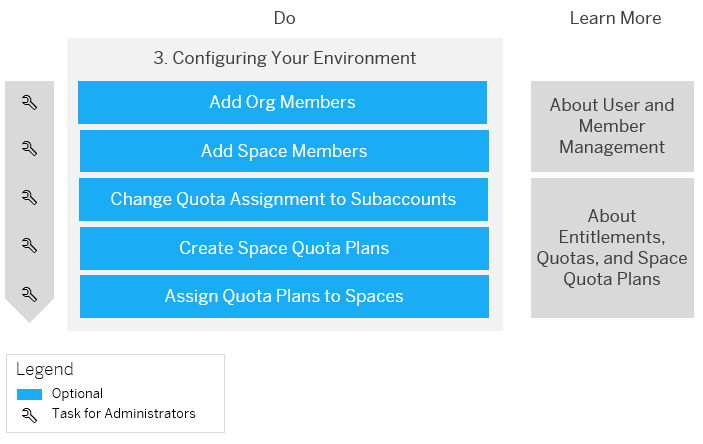 Do
Learn More
3. Configuring Your Environment
Add Org Members
Add Space Members
Change Quota Assignment to Subaccounts
Create Space Quota Plans
Assign Quota Plans to Spaces
About User and
Member
Management
About
Entitlements,
Quotas, and Space
Quota Plans
Legend
Optional
Task for Administrators